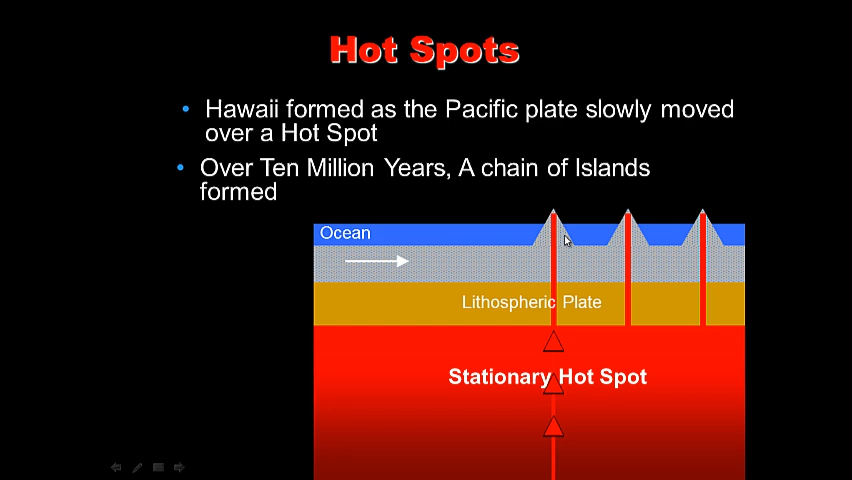 Hot Spots
Hawaii formed as the Pacific plate slowly moved
over a Hot Spot
Over Ten Million Years, A chain of Islands
formed
Ocean
Lithospheric Plate
Stationary Hot Spot